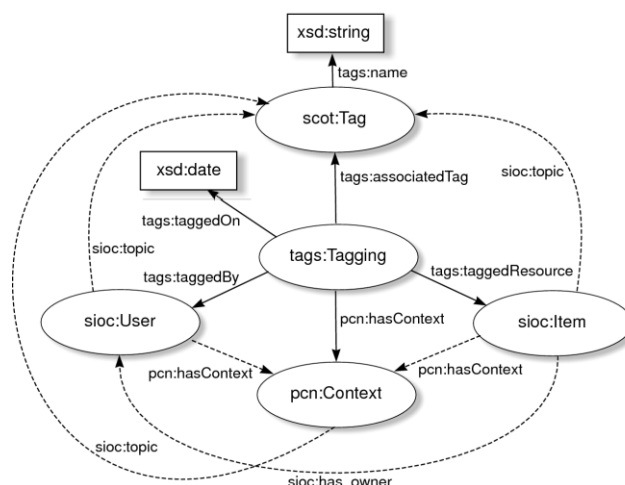 xsd:string
tags:name
scot:Tag
xsd:date
tags:associatedTag
sioc:topic
tags:taggedOn
sioc:topic
tags:Tagging
tags:taggedBy
tags:taggedResource
sioc:User
pcn:hasContext
sioc:Item
pcn:hasContext
pcn:hasContext
pcn:Context
sioc:topic
sioc:has_owner